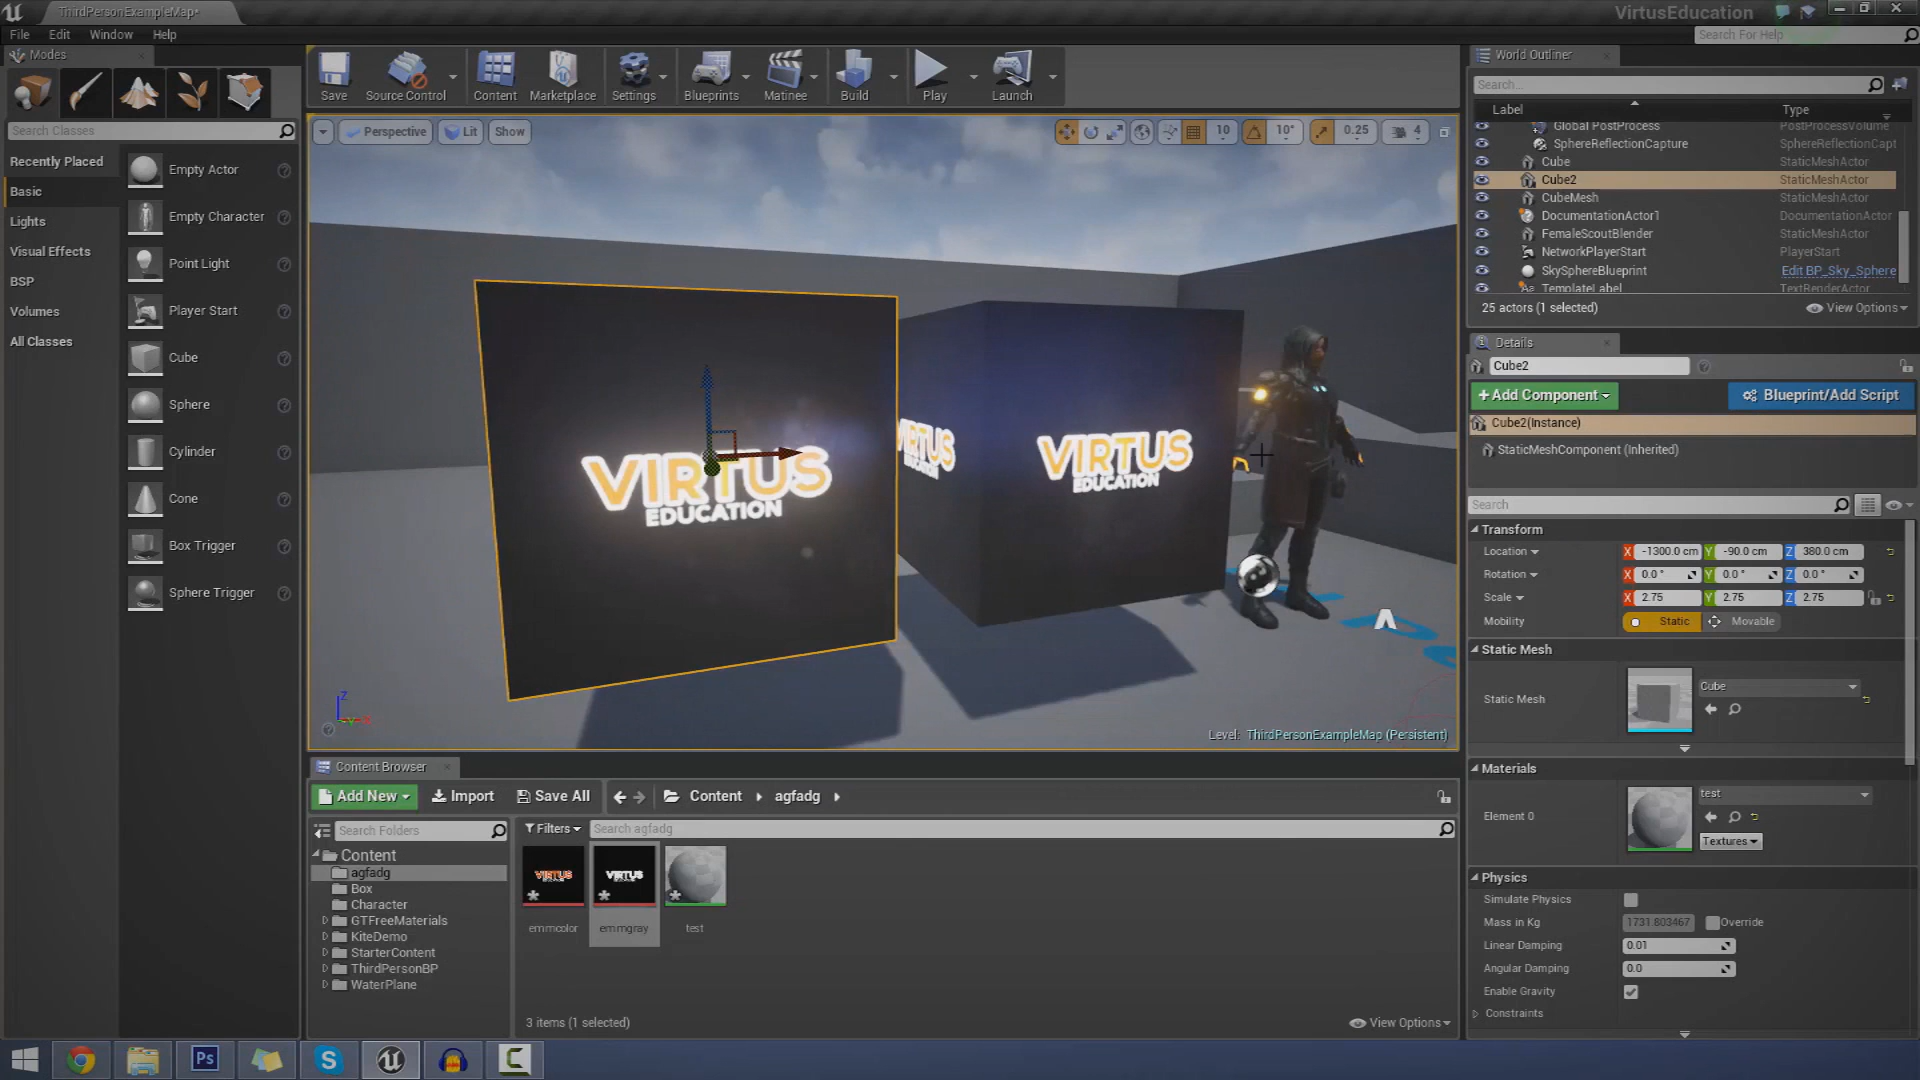 ThirdPersonExampleMap*
VirtusEducation
File Edit Window Help
Search For Help
Modes
Search Classes
Recently Placed
Basic
Lights
Visual Effects
BSP
Volumes
All Classes
Empty Actor
Empty Character
Point Light
Player Start
Cube
Sphere
Cylinder
Cone
Box Trigger
Sphere Trigger
Save
Source Control
Content
Marketplace
Settings
Blueprints
Matinee
Build
Play
Launch
Perspective
Lit
Show
10
10°
0.25
4
VIRTUS
EDUCATION
VIRTUS
VIRTUS
EDUCATION
Level: ThirdPersonExampleMap (Persistent)
Content Browser
Add New
Import
Save All
Content
agfadg
Search Folders
Content
agfadg
Box
Character
GTFreeMaterials
KiteDemo
StarterContent
ThirdPersonBP
WaterPlane
Filters
Search agfadg
emmcolor
emmgray
test
3 items (1 selected)
View Options
World Outliner
Search...
Label Type
Global PostProcess PostProcessVolume
SphereReflectionCapture SphereReflectionCapt
Cube StaticMeshActor
Cube2 StaticMeshActor
CubeMesh StaticMeshActor
DocumentationActor1 DocumentationActor
FemaleScoutBlender StaticMeshActor
NetworkPlayerStart PlayerStart
SkySphereBlueprint Edit BP_Sky_Sphere
TemplateLabel TextRenderActor
25 actors (1 selected)
View Options
Details
Cube2
+Add Component
Blueprint/Add Script
Cube2(Instance)
StaticMeshComponent (Inherited)
Search
Transform
Location X -1300.0 cm Y -90.0 cm Z 380.0 cm
Rotation X 0.0 ° Y 0.0 ° Z 0.0 °
Scale X 2.75 Y 2.75 Z 2.75
Mobility Static Movable
Static Mesh
Static Mesh Cube
Materials
Element 0 test
Textures
Physics
Simulate Physics
Mass in Kg 1731.803467 Override
Linear Damping 0.01
Angular Damping 0.0
Enable Gravity
Constraints